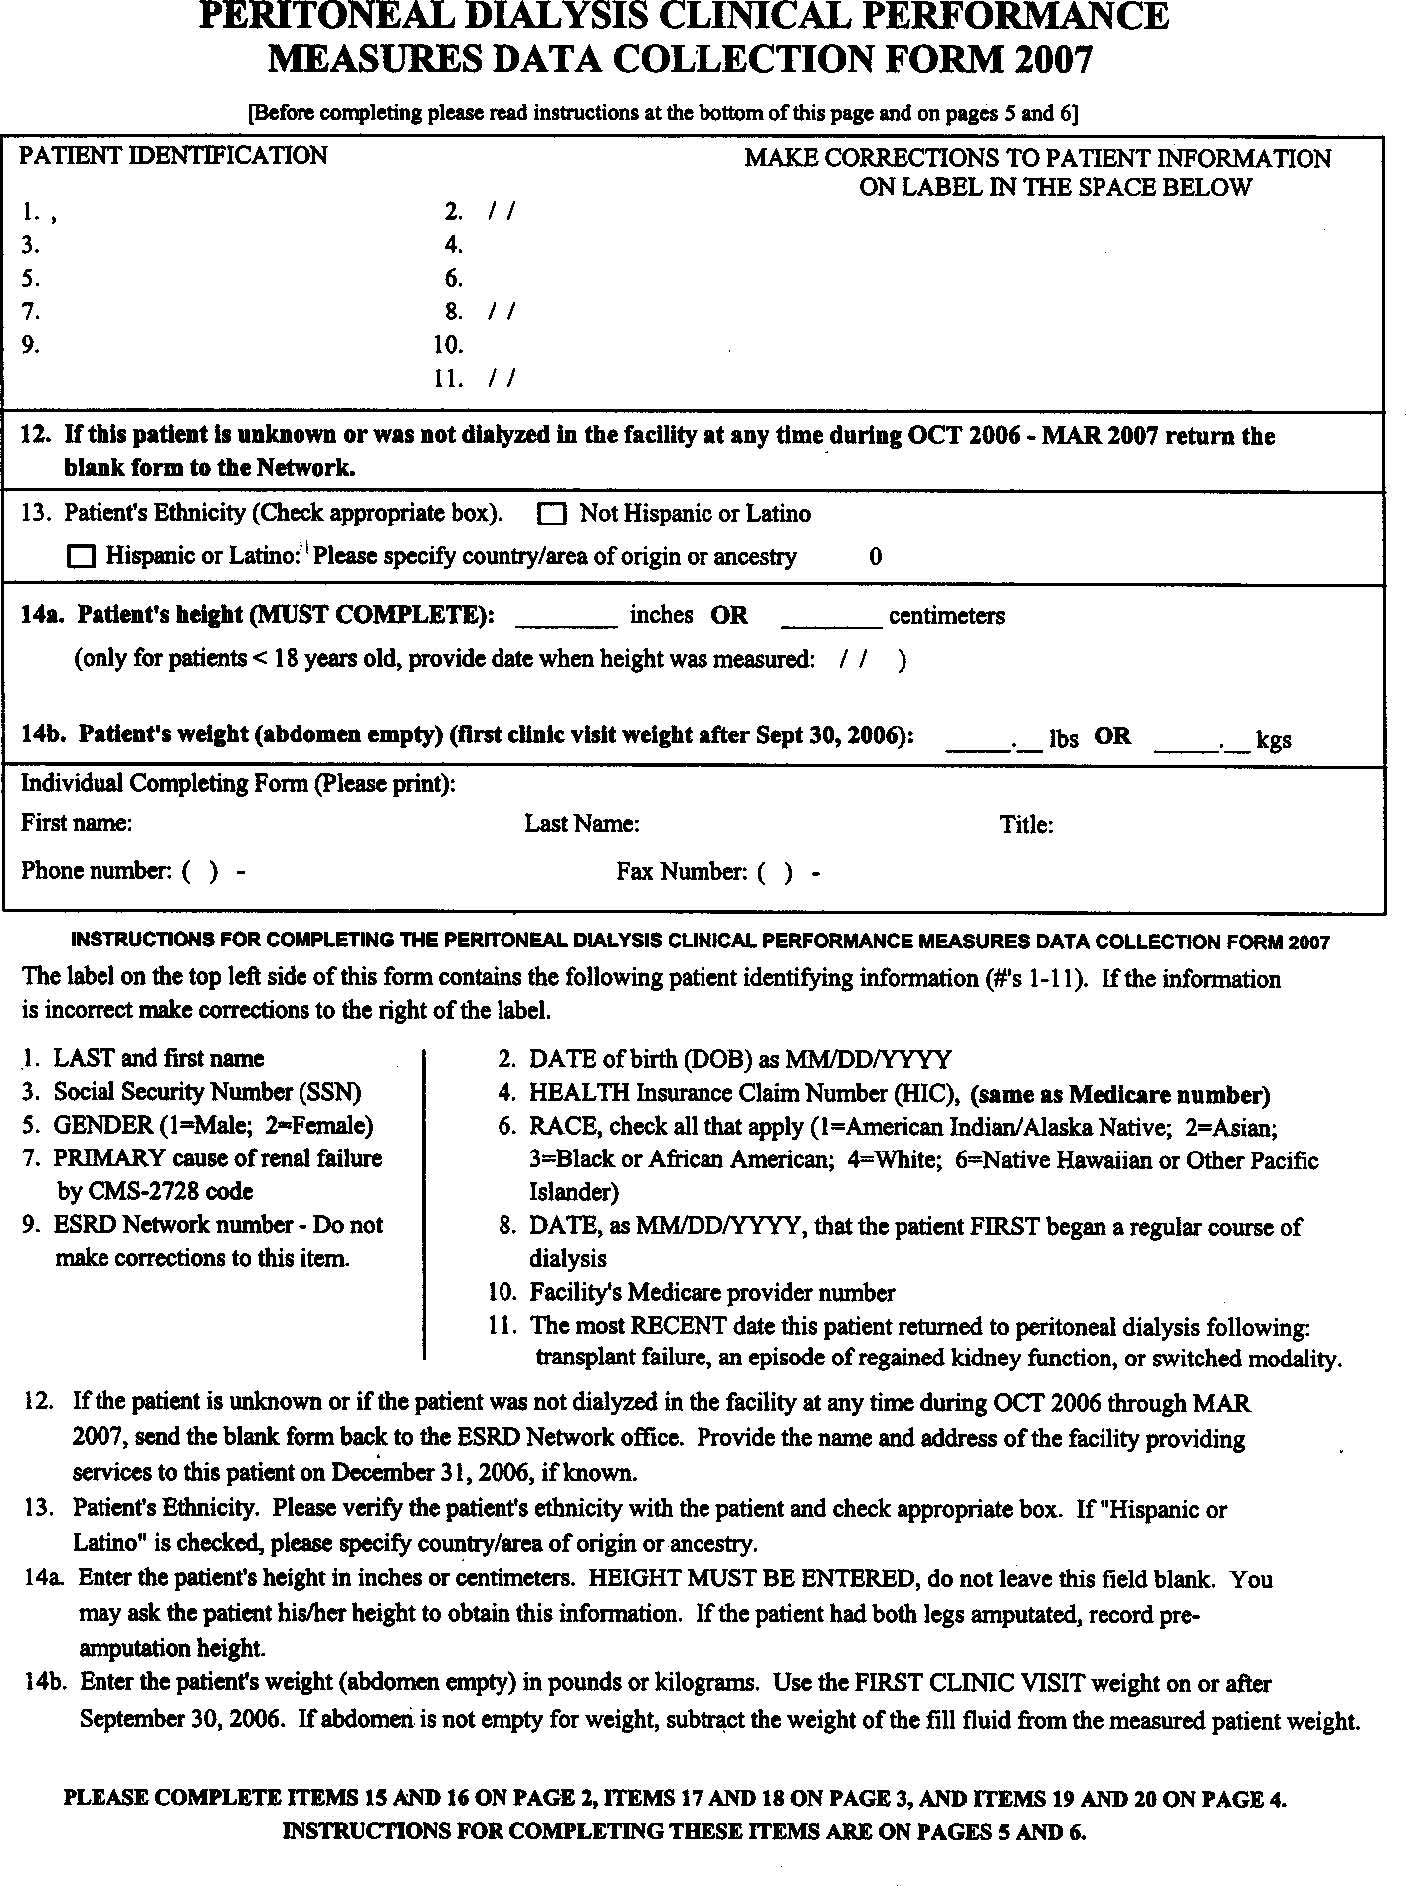 PERITONEAL DIALYSIS CLINICAL PERFORMANCE
MEASURES DATA COLLECTION FORM 2007
[Before completing please read instructions at the bottom of this page and on pages 5 and 6]
PATIENT IDENTIFICATION
MAKE CORRECTIONS TO PATIENT INFORMATION
ON LABEL IN THE SPACE BELOW
1. ,
2. / /
3.
4.
5.
6.
7.
8. / /
9.
10.
11. / /
12. If this patient is unknown or was not dialyzed in the facility at any time during OCT 2006 - MAR 2007 return the
blank form to the Network.
13. Patient's Ethnicity (Check appropriate box). Not Hispanic or Latino
Hispanic or Latino: Please specify country/area of origin or ancestry 0
14a. Patient's height (MUST COMPLETE): ________ inches OR ________ centimeters
(only for patients < 18 years old, provide date when height was measured: / / )
14b. Patient's weight (abdomen empty) (first clinic visit weight after Sept 30, 2006): _____.__ lbs OR _____.__ kgs
Individual Completing Form (Please print):
First name: Last Name: Title:
Phone number: ( ) - Fax Number: ( ) -
INSTRUCTIONS FOR COMPLETING THE PERITONEAL DIALYSIS CLINICAL PERFORMANCE MEASURES DATA COLLECTION FORM 2007
The label on the top left side of this form contains the following patient identifying information (#'s 1-11). If the information
is incorrect make corrections to the right of the label.
1. LAST and first name
3. Social Security Number (SSN)
5. GENDER (1=Male; 2=Female)
7. PRIMARY cause of renal failure
by CMS-2728 code
9. ESRD Network number - Do not
make corrections to this item.
2. DATE of birth (DOB) as MM/DD/YYYY
4. HEALTH Insurance Claim Number (HIC), (same as Medicare number)
6. RACE, check all that apply (1=American Indian/Alaska Native; 2=Asian;
3=Black or African American; 4=White; 6=Native Hawaiian or Other Pacific
Islander)
8. DATE, as MM/DD/YYYY, that the patient FIRST began a regular course of
dialysis
10. Facility's Medicare provider number
11. The most RECENT date this patient returned to peritoneal dialysis following:
transplant failure, an episode of regained kidney function, or switched modality.
12. If the patient is unknown or if the patient was not dialyzed in the facility at any time during OCT 2006 through MAR
2007, send the blank form back to the ESRD Network office. Provide the name and address of the facility providing
services to this patient on December 31, 2006, if known.
13. Patient's Ethnicity. Please verify the patient's ethnicity with the patient and check appropriate box. If "Hispanic or
Latino" is checked, please specify country/area of origin or ancestry.
14a. Enter the patient's height in inches or centimeters. HEIGHT MUST BE ENTERED, do not leave this field blank. You
may ask the patient his/her height to obtain this information. If the patient had both legs amputated, record pre-
amputation height.
14b. Enter the patient's weight (abdomen empty) in pounds or kilograms. Use the FIRST CLINIC VISIT weight on or after
September 30, 2006. If abdomen is not empty for weight, subtract the weight of the fill fluid from the measured patient weight.
PLEASE COMPLETE ITEMS 15 AND 16 ON PAGE 2, ITEMS 17 AND 18 ON PAGE 3, AND ITEMS 19 AND 20 ON PAGE 4.
INSTRUCTIONS FOR COMPLETING THESE ITEMS ARE ON PAGES 5 AND 6.